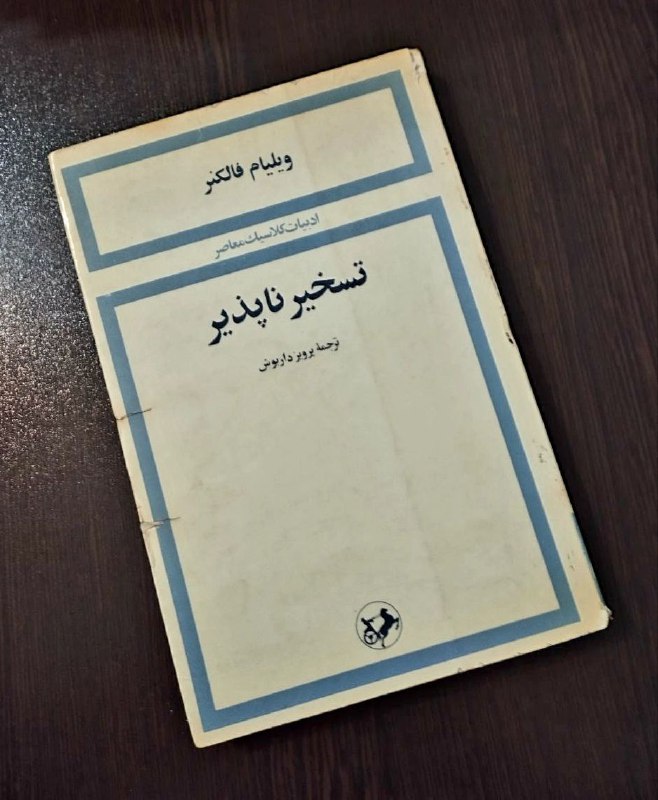 ویلیام فالکنر
ادبیات کلاسیک معاصر
تسخیر ناپذیر
ترجمهٔ پرویز داریوش